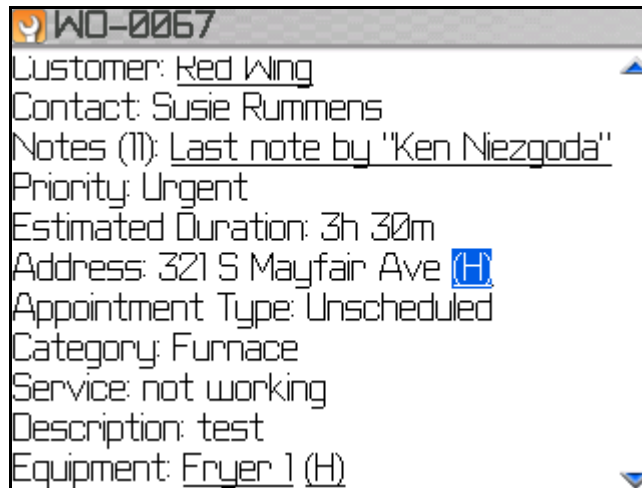 WO-0067
Customer: Red Wing
Contact: Susie Rummens
Notes (11): Last note by "Ken Niezgoda"
Priority: Urgent
Estimated Duration: 3h 30m
Address: 321 S Mayfair Ave (H)
Appointment Type: Unscheduled
Category: Furnace
Service: not working
Description: test
Equipment: Fryer 1 (H)